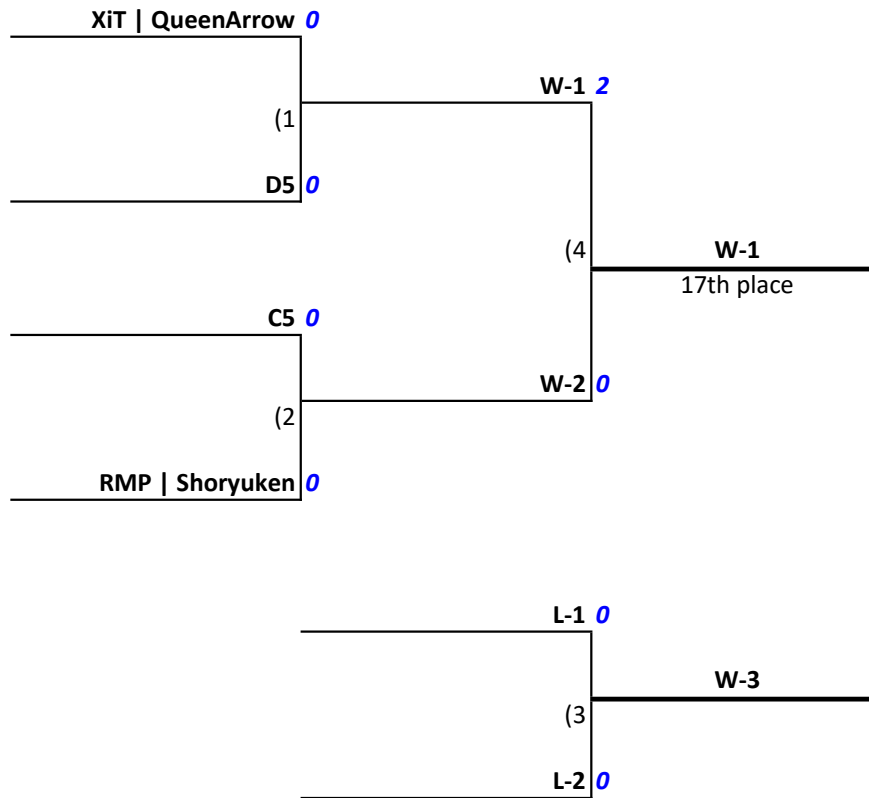 XiT | QueenArrow 0
W-1 2
(1
D5 0
(4
W-1
17th place
C5 0
W-2 0
(2
RMP | Shoryuken 0
L-1 0
W-3
(3
L-2 0